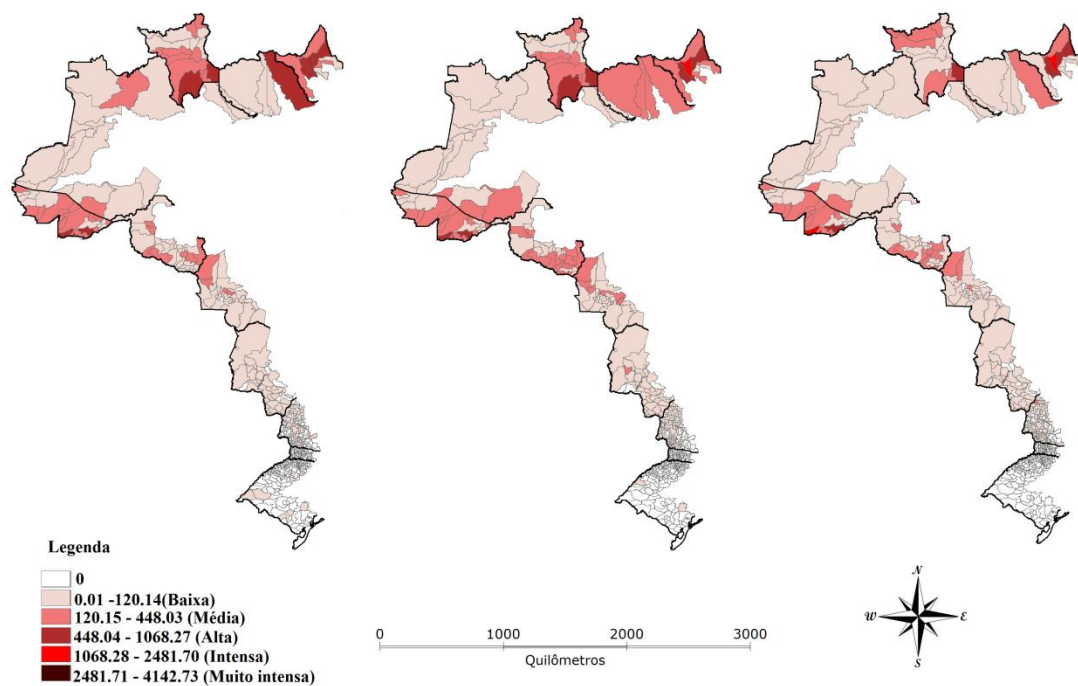 Legenda
0
0.01 -120.14(Baixa)
120.15 - 448.03 (Média)
448.04 - 1068.27 (Alta)
1068.28 - 2481.70 (Intensa)
2481.71 - 4142.73 (Muito intensa)
0 1000 2000 3000
Quilômetros
N
W E
S